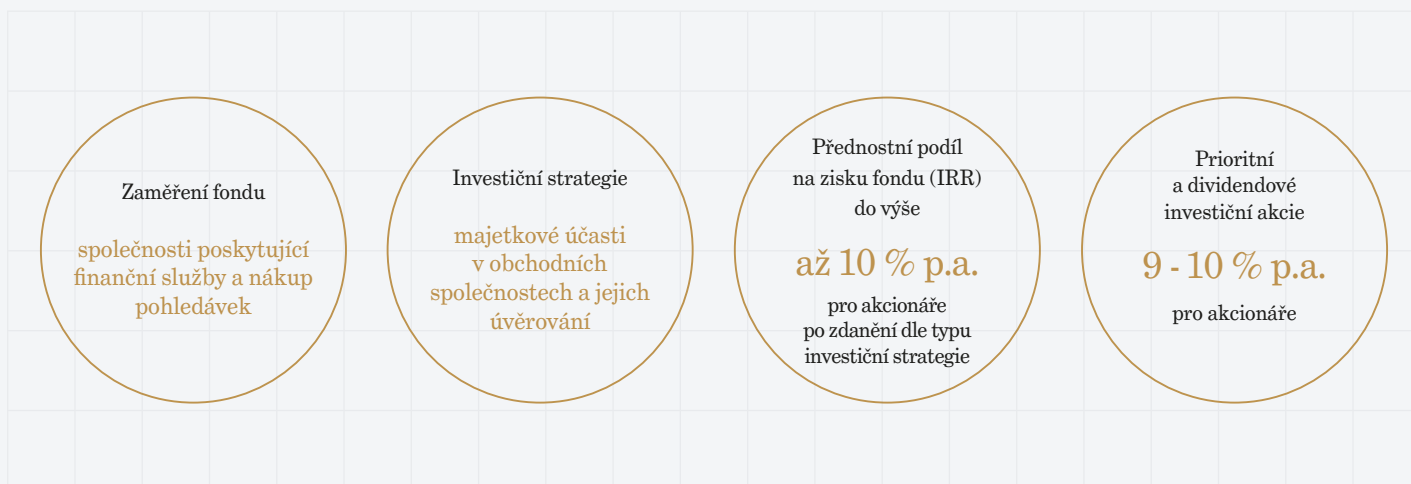 Zaměření fondu
společnosti poskytující
finanční služby a nákup
pohledávek
Investiční strategie
majetkové účasti
v obchodních
společnostech a jejich
úvěrování
Přednostní podíl
na zisku fondu (IRR)
do výše
až 10 % p.a.
pro akcionáře
po zdanění dle typu
investiční strategie
Prioritní
a dividendové
investiční akcie
9 - 10 % p.a.
pro akcionáře